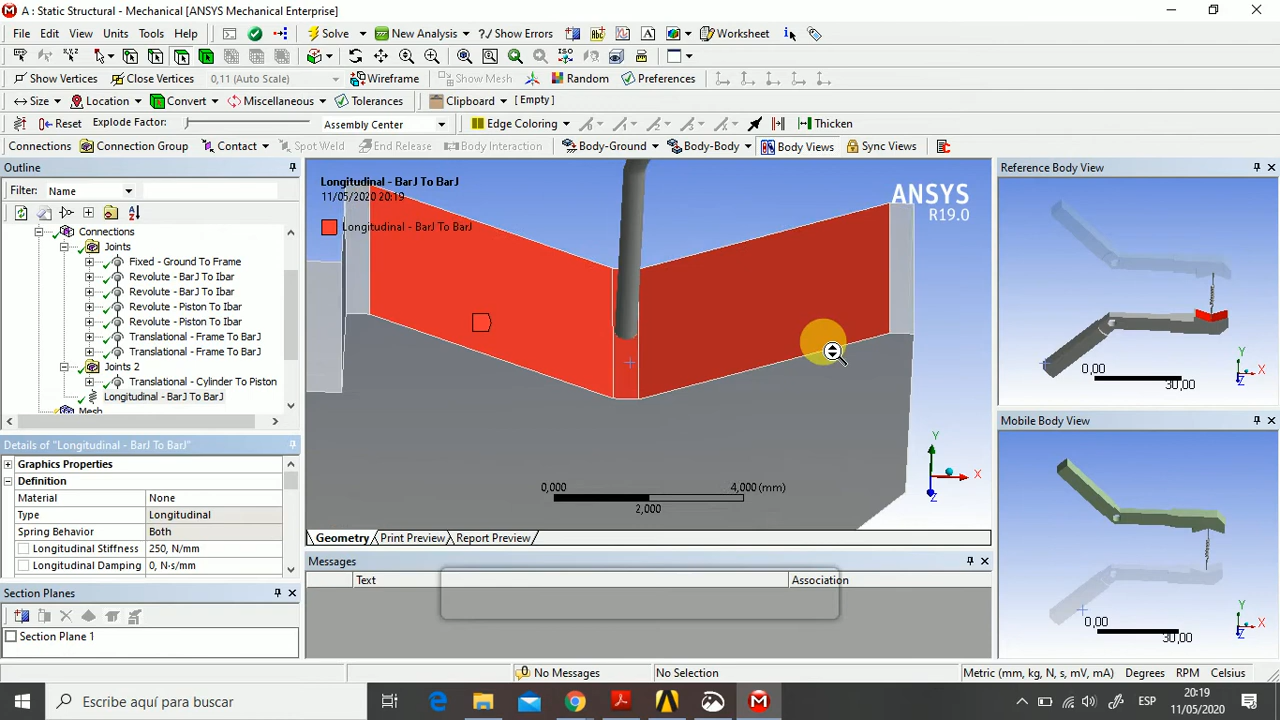 A : Static Structural - Mechanical [ANSYS Mechanical Enterprise]
File Edit View Units Tools Help Solve New Analysis Show Errors Worksheet
Show Vertices Close Vertices 0,11 (Auto Scale) Wireframe Show Mesh Random Preferences
Size Location Convert Miscellaneous Tolerances Clipboard [ Empty ]
Reset Explode Factor: Assembly Center Edge Coloring Thicken
Connections Connection Group Contact Spot Weld End Release Body Interaction Body-Ground Body-Body Body Views Sync Views
Outline
Filter: Name
Connections
Joints
Fixed - Ground To Frame
Revolute - BarJ To Ibar
Revolute - BarJ To Ibar
Revolute - Piston To Ibar
Revolute - Piston To Ibar
Translational - Frame To BarJ
Translational - Frame To BarJ
Joints 2
Translational - Cylinder To Piston
Longitudinal - BarJ To BarJ
Mesh
Details of "Longitudinal - BarJ To BarJ"
Graphics Properties
Definition
Material None
Type Longitudinal
Spring Behavior Both
Longitudinal Stiffness 250, N/mm
Longitudinal Damping 0, N·s/mm
Section Planes
Section Plane 1
Longitudinal - BarJ To BarJ
11/05/2020 20:19
Longitudinal - BarJ To BarJ
ANSYS
R19.0
Y
X
Z
0,000 4,000 (mm)
2,000
Geometry Print Preview Report Preview
Messages
Text Association
Reference Body View
0,00
30,00
Y
X
Z
Mobile Body View
0,00
30,00
Y
X
Z
0 No Messages No Selection Metric (mm, kg, N, s, mV, mA) Degrees RPM Celsius
Escribe aquí para buscar
ESP
20:19
11/05/2020